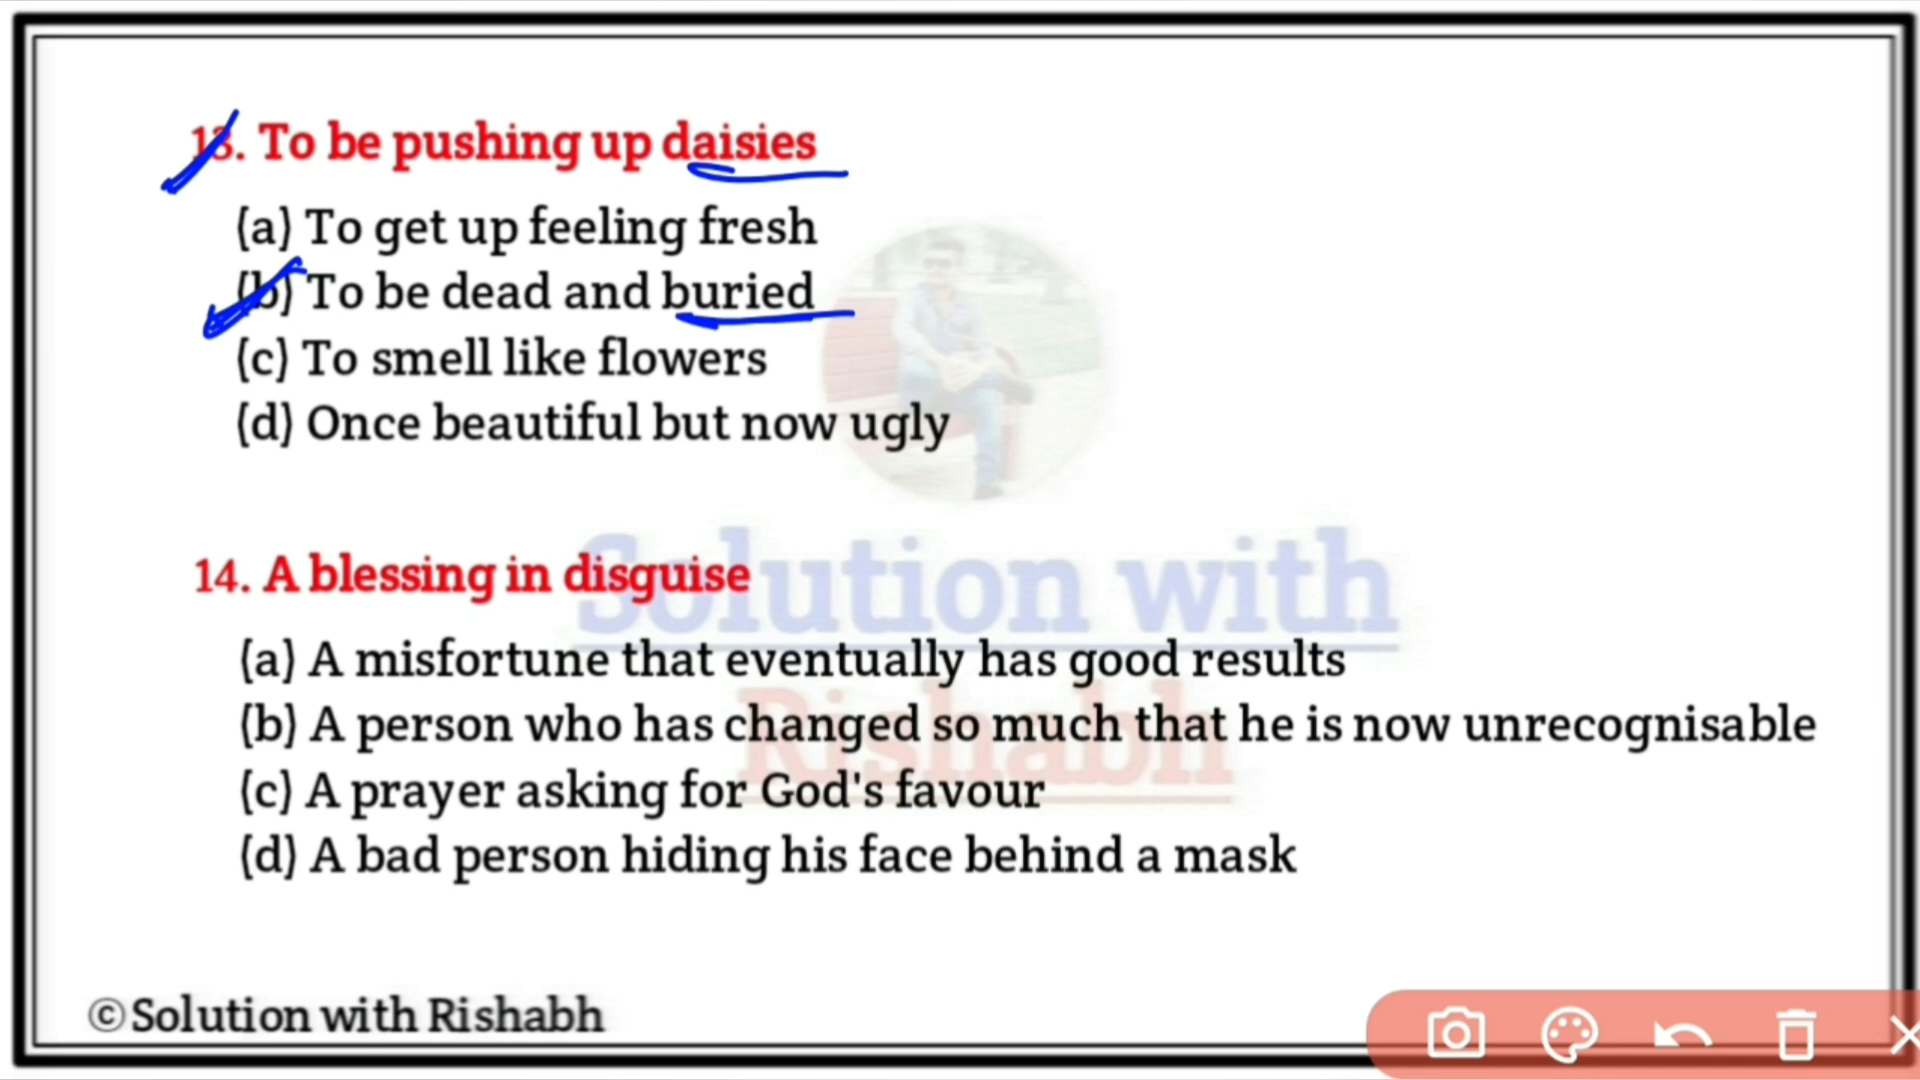 13. To be pushing up daisies
(a) To get up feeling fresh
(b) To be dead and buried
(c) To smell like flowers
(d) Once beautiful but now ugly
14. A blessing in disguise
(a) A misfortune that eventually has good results
(b) A person who has changed so much that he is now unrecognisable
(c) A prayer asking for God's favour
(d) A bad person hiding his face behind a mask
Solution with
Rishabh
©Solution with Rishabh